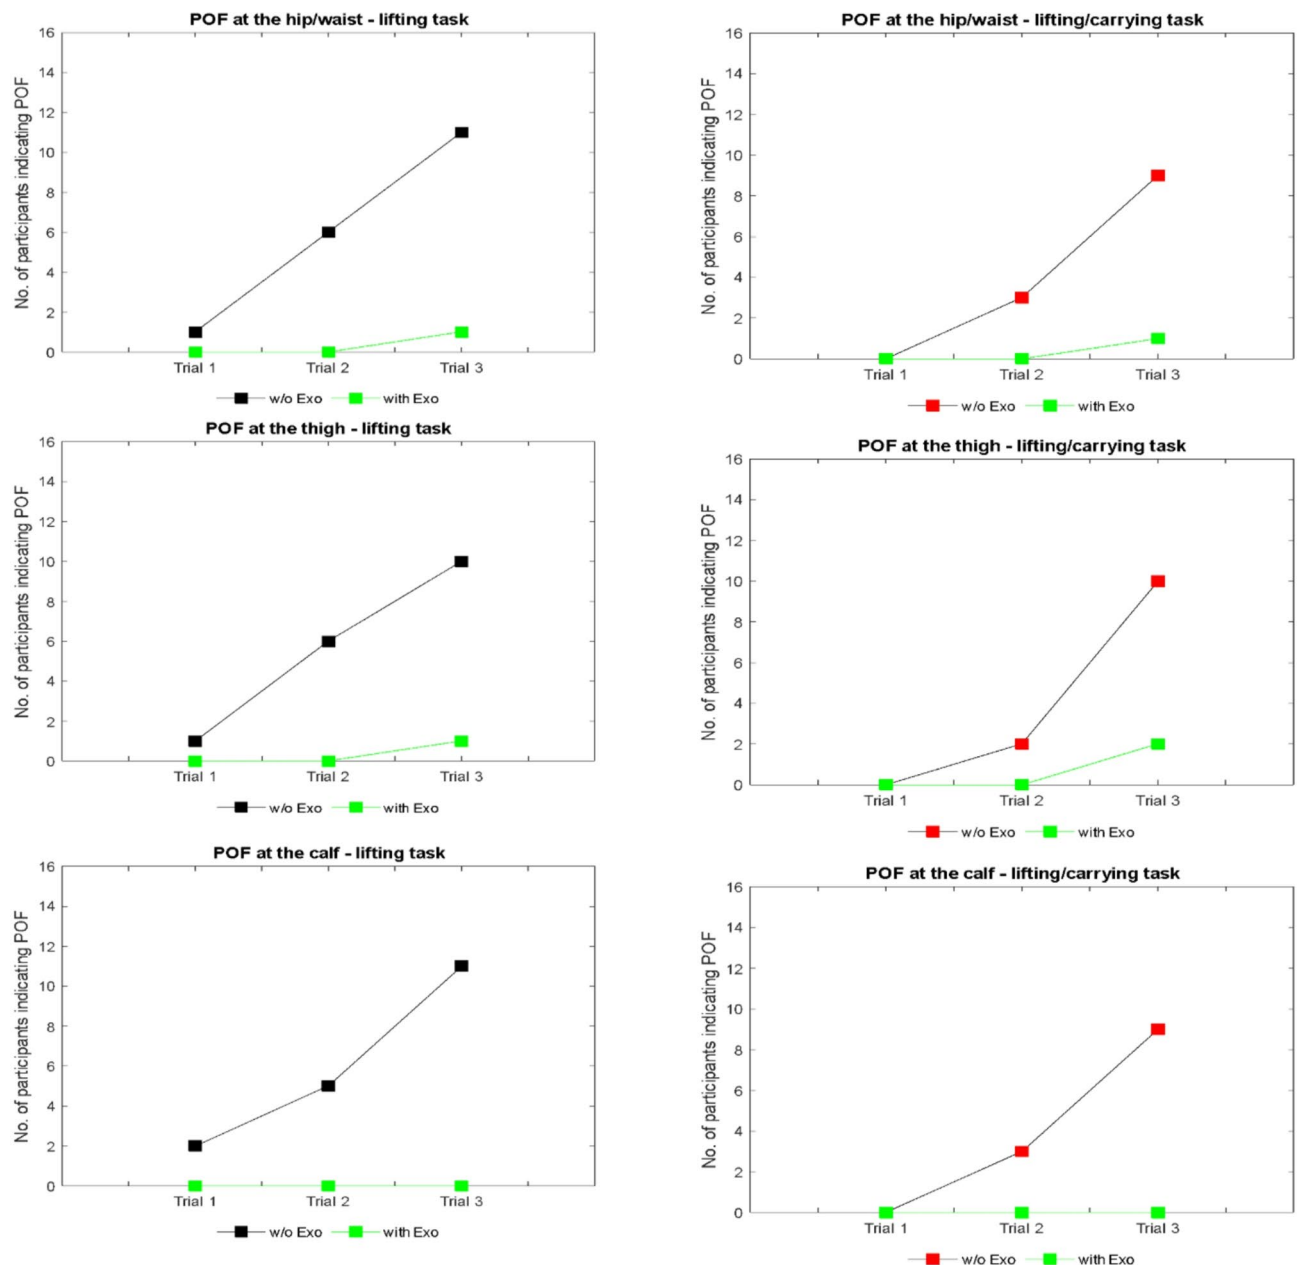 POF at the hip/waist - lifting task
16
14
12
10
8
6
4
2
0
No. of participants indicating POF
Trial 1 Trial 2 Trial 3
w/o Exo with Exo
POF at the hip/waist - lifting/carrying task
16
14
12
10
8
6
4
2
0
No. of participants indicating POF
Trial 1 Trial 2 Trial 3
w/o Exo with Exo
POF at the thigh - lifting task
16
14
12
10
8
6
4
2
0
No. of participants indicating POF
Trial 1 Trial 2 Trial 3
w/o Exo with Exo
POF at the thigh - lifting/carrying task
16
14
12
10
8
6
4
2
0
No. of participants indicating POF
Trial 1 Trial 2 Trial 3
w/o Exo with Exo
POF at the calf - lifting task
16
14
12
10
8
6
4
2
0
No. of participants indicating POF
Trial 1 Trial 2 Trial 3
w/o Exo with Exo
POF at the calf - lifting/carrying task
16
14
12
10
8
6
4
2
0
No. of participants indicating POF
Trial 1 Trial 2 Trial 3
w/o Exo with Exo